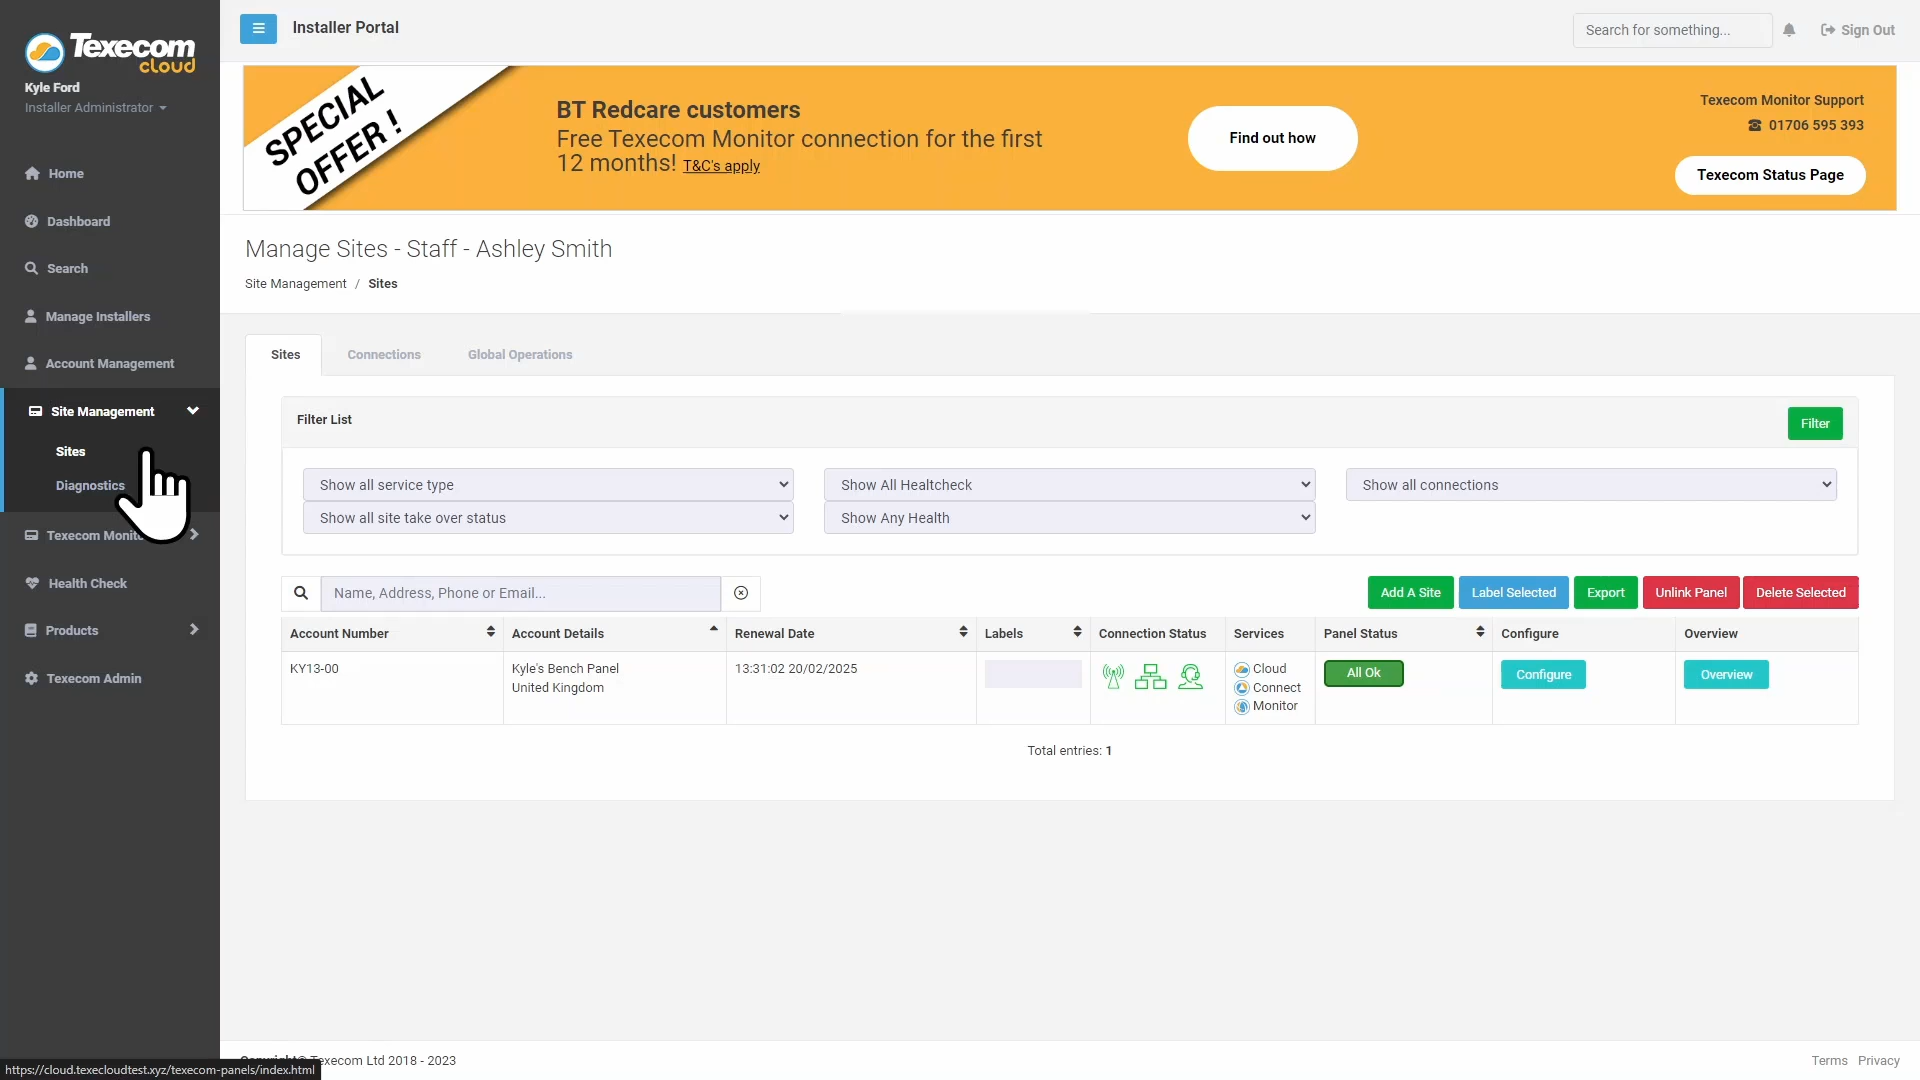 Texecom
cloud
Kyle Ford
Installer Administrator
Home
Dashboard
Search
Manage Installers
Account Management
Site Management
Sites
Diagnostics
Texecom Monito
Health Check
Products
Texecom Admin
Installer Portal
Search for something...
Sign Out
SPECIAL
OFFER !
BT Redcare customers
Free Texecom Monitor connection for the first
12 months! T&C's apply
Find out how
Texecom Monitor Support
01706 595 393
Texecom Status Page
Manage Sites - Staff - Ashley Smith
Site Management / Sites
Sites Connections Global Operations
Filter List
Filter
Show all service type Show All Healtcheck Show all connections
Show all site take over status Show Any Health
Name, Address, Phone or Email...
Add A Site Label Selected Export Unlink Panel Delete Selected
Account Number Account Details Renewal Date Labels Connection Status Services Panel Status Configure Overview
KY13-00
Kyle's Bench Panel
United Kingdom
13:31:02 20/02/2025
Cloud
Connect
Monitor
All Ok
Configure
Overview
Total entries: 1
Copyright© Texecom Ltd 2018 - 2023
Terms Privacy
https://cloud.texecloudtest.xyz/texecom-panels/index.html